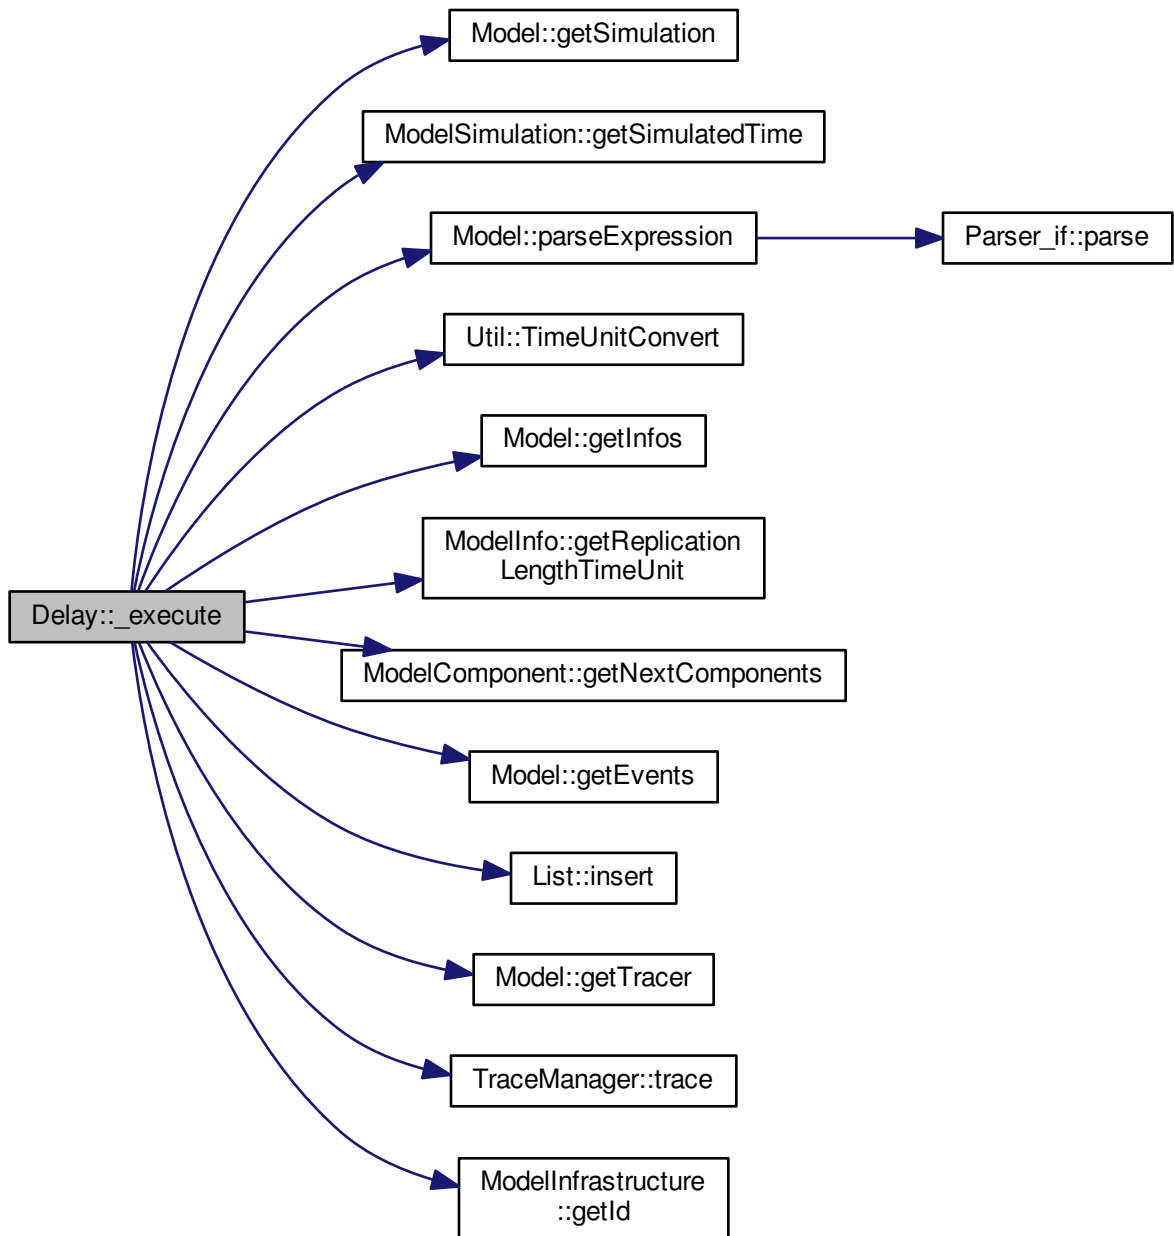 Model::getSimulation
ModelSimulation::getSimulatedTime
Model::parseExpression
Parser_if::parse
Util::TimeUnitConvert
Model::getInfos
ModelInfo::getReplication
LengthTimeUnit
Delay::_execute
ModelComponent::getNextComponents
Model::getEvents
List::insert
Model::getTracer
TraceManager::trace
ModelInfrastructure
::getId